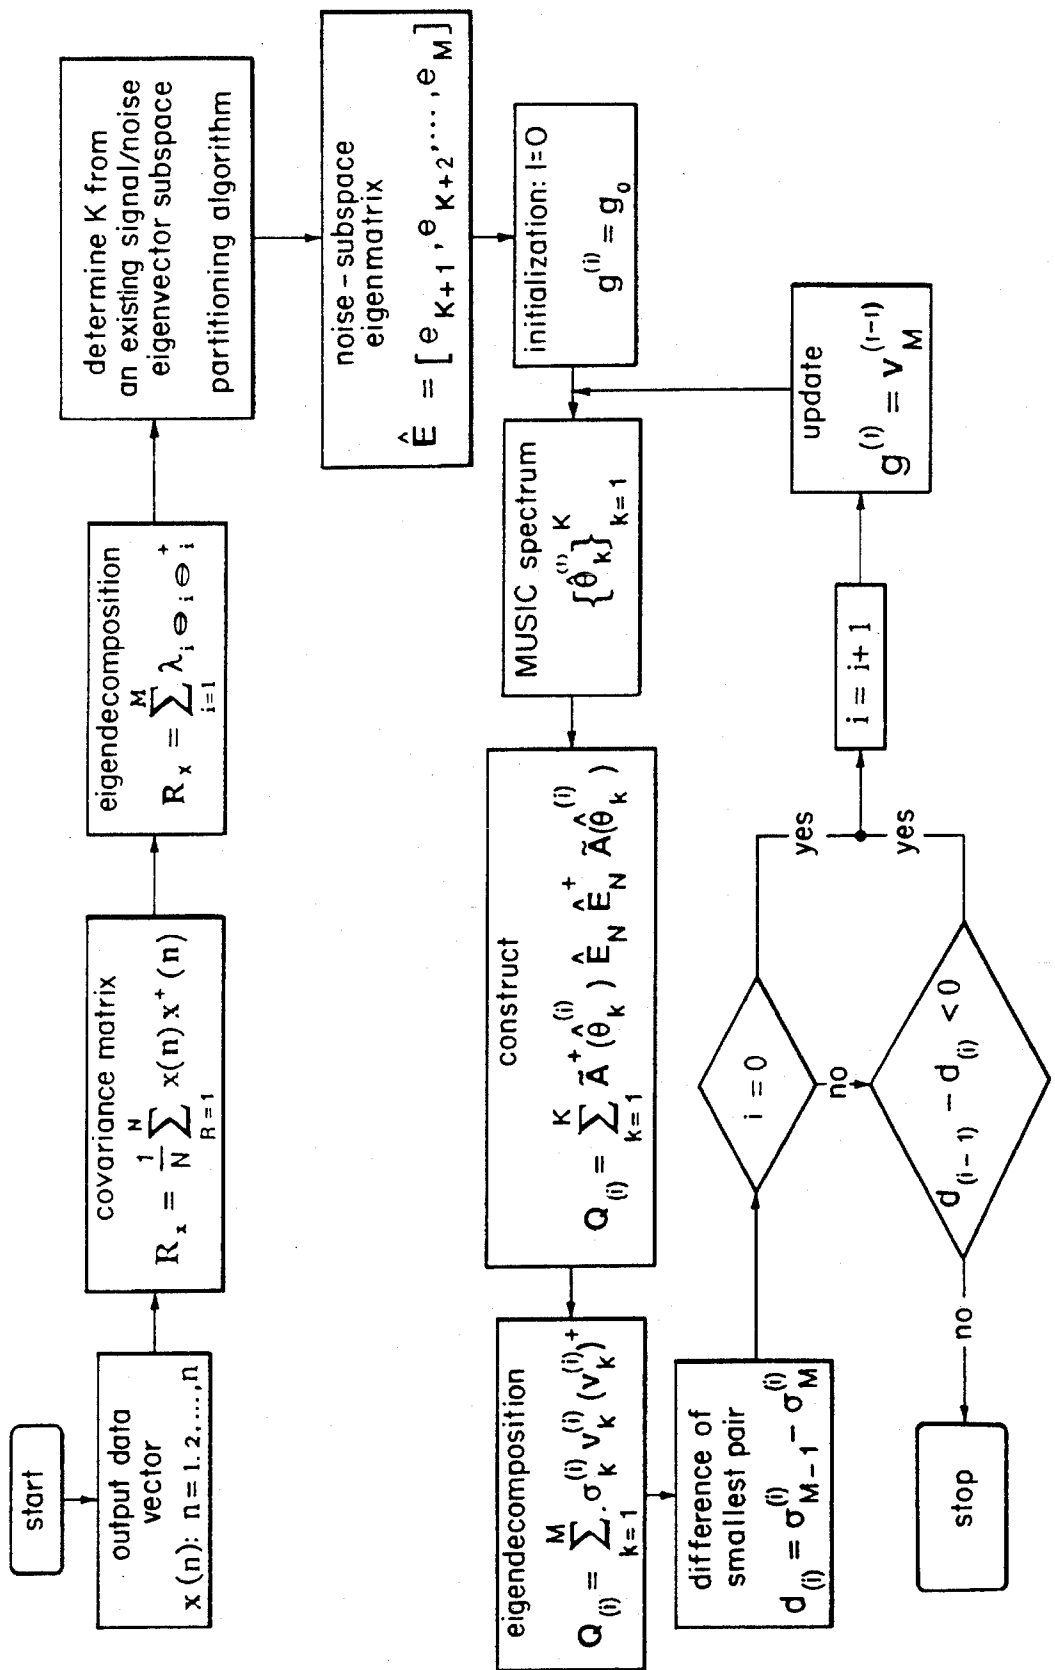 start
output data
vector
x(n): n = 1. 2. ..., n
covariance matrix
R_x = 1/N ∑_{R=1}^{N} x(n) x^+(n)
eigendecomposition
R_x = ∑_{i=1}^{M} λ_i e_i e_i^+
determine K from
an existing signal/noise
eigenvector subspace
partitioning algorithm
noise-subspace
eigenmatrix
Ê = [e_{K+1}, e_{K+2}, ..., e_M]
initialization: I=0
g^{(i)} = g_0
MUSIC spectrum
{θ̂_k^{(i)}}_{k=1}^{K}
construct
Q_{(i)} = ∑_{k=1}^{K} Ã^+(θ̂_k^{(i)}) Ê_N Ê_N^+ Ã(θ̂_k^{(i)})
eigendecomposition
Q_{(i)} = ∑_{k=1}^{M} . σ_k^{(i)} v_k^{(i)} (v_k^{(i)})^+
difference of
smallest pair
d_{(i)} = σ_{M-1}^{(i)} - σ_M^{(i)}
i = 0
yes
no
d_{(i-1)} - d_{(i)} < 0
yes
no
i = i+1
update
g^{(i)} = v_M^{(i-1)}
stop